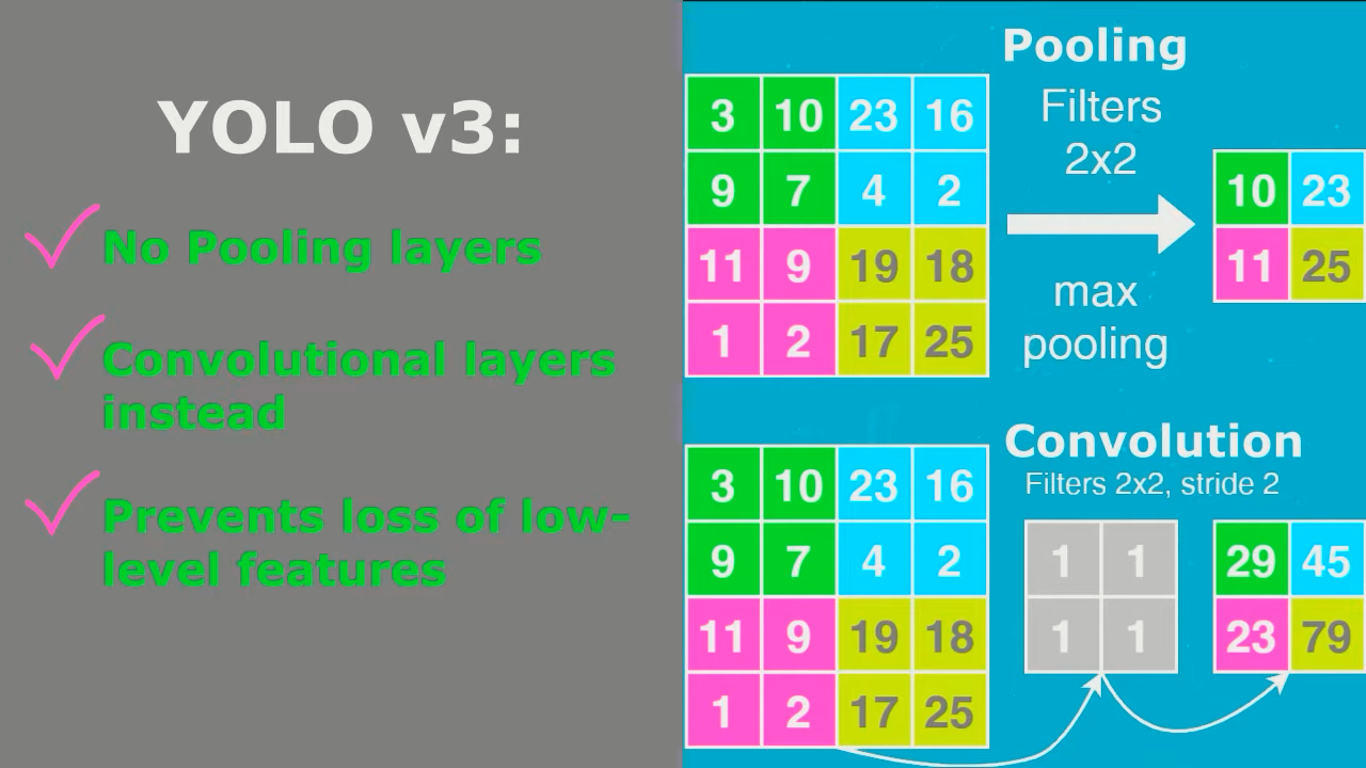 YOLO v3:
No Pooling layers
Convolutional layers
instead
Prevents loss of low-
level features
Pooling
3 10 23 16
9 7 4 2
11 9 19 18
1 2 17 25
Filters
2x2
max
pooling
10 23
11 25
Convolution
Filters 2x2, stride 2
3 10 23 16
9 7 4 2
11 9 19 18
1 2 17 25
1 1
1 1
29 45
23 79